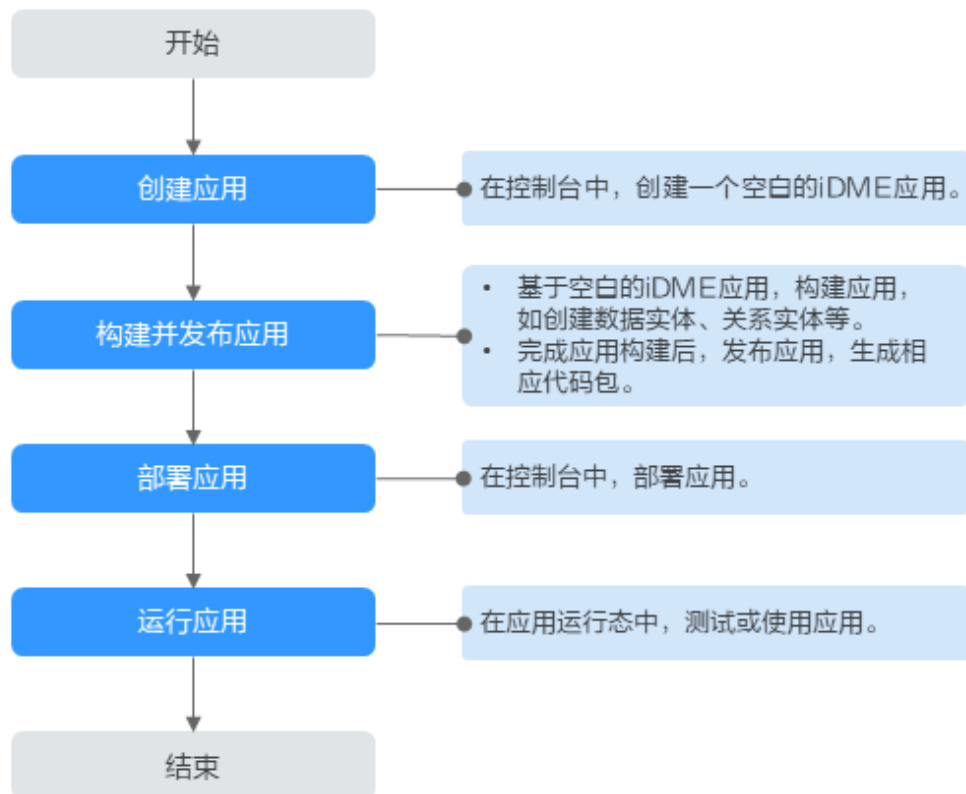 开始
创建应用
在控制台中，创建一个空白的iDME应用。
构建并发布应用
• 基于空白的iDME应用，构建应用，
如创建数据实体、关系实体等。
• 完成应用构建后，发布应用，生成相
应代码包。
部署应用
在控制台中，部署应用。
运行应用
在应用运行态中，测试或使用应用。
结束